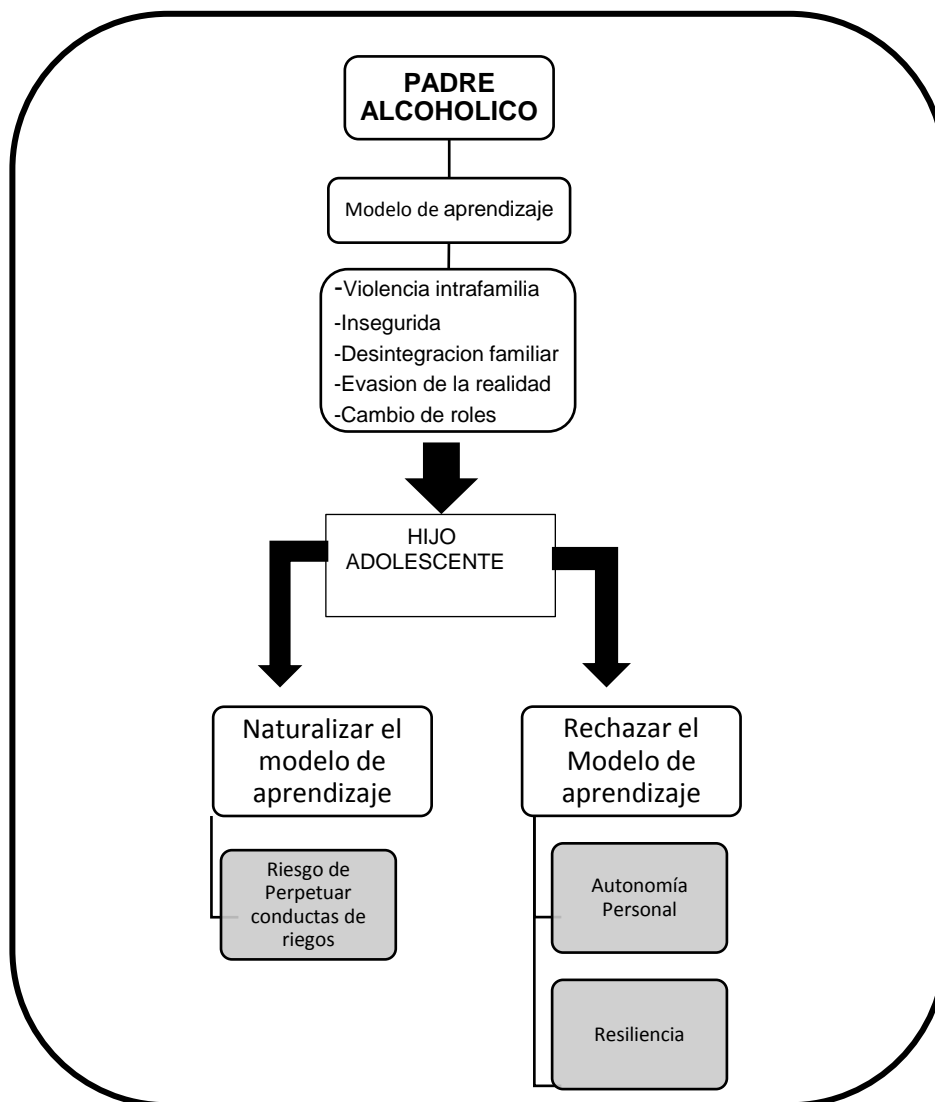 PADRE
ALCOHOLICO
Modelo de aprendizaje
-Violencia intrafamilia
-Insegurida
-Desintegracion familiar
-Evasion de la realidad
-Cambio de roles
HIJO
ADOLESCENTE
Naturalizar el
modelo de
aprendizaje
Rechazar el
Modelo de
aprendizaje
Riesgo de
Perpetuar
conductas de
riegos
Autonomía
Personal
Resiliencia